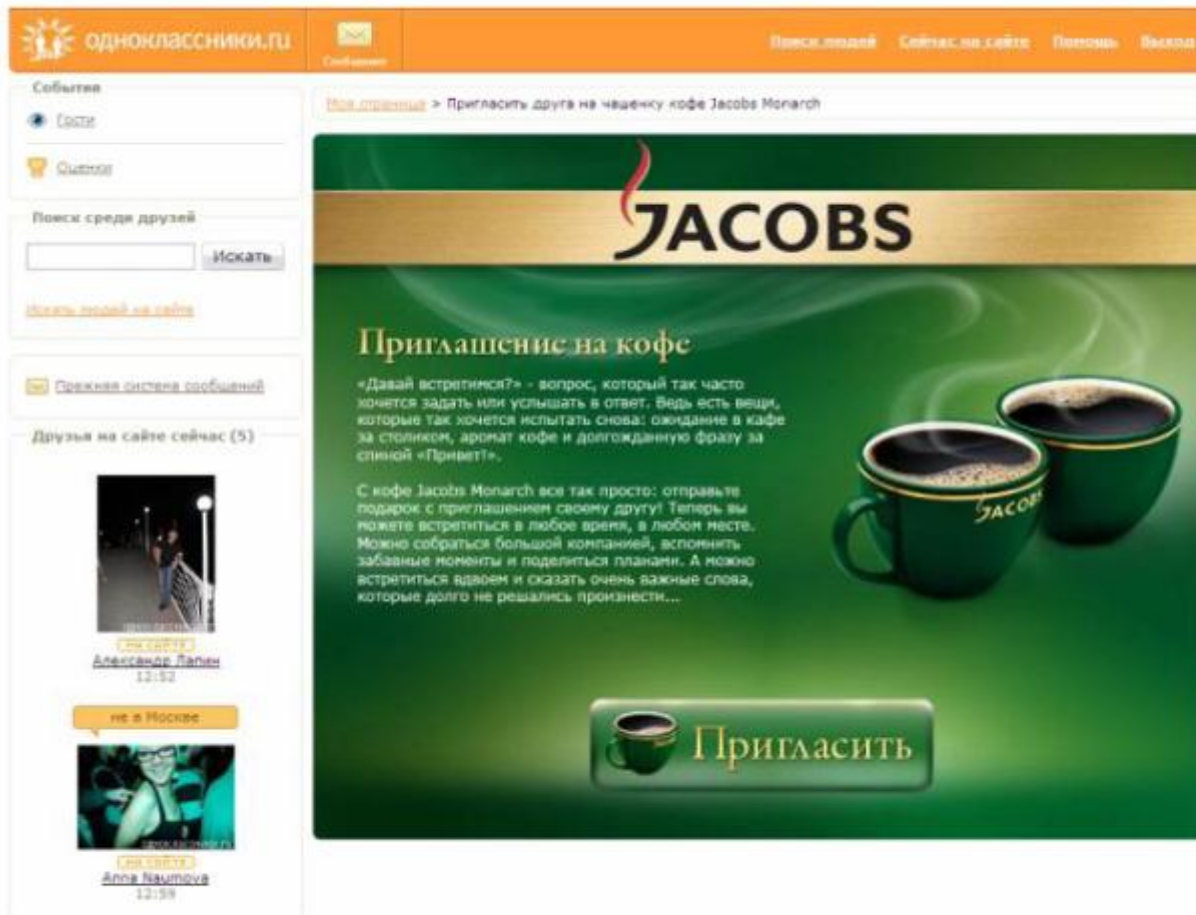 одноклассники.ru
Сообщения
Поиск людей Сейчас на сайте Помощь Выход
События
Гости
Оценки
Поиск среди друзей
Искать
Искать людей на сайте
Прежняя система сообщений
Друзья на сайте сейчас (5)
одноклассники.ru
на сайте
Александр Лапин
12:52
не в Москве
одноклассники.ru
на сайте
Anna Naumova
12:59
Моя страница > Пригласить друга на чашечку кофе Jacobs Monarch
JACOBS
Приглашение на кофе
«Давай встретимся?» - вопрос, который так часто
хочется задать или услышать в ответ. Ведь есть вещи,
которые так хочется испытать снова: ожидание в кафе
за столиком, аромат кофе и долгожданную фразу за
спиной «Привет!».
С кофе Jacobs Monarch все так просто: отправьте
подарок с приглашением своему другу! Теперь вы
можете встретиться в любое время, в любом месте.
Можно собраться большой компанией, вспомнить
забавные моменты и поделиться планами. А можно
встретиться вдвоем и сказать очень важные слова,
которые долго не решались произнести...
JACOBS
Пригласить